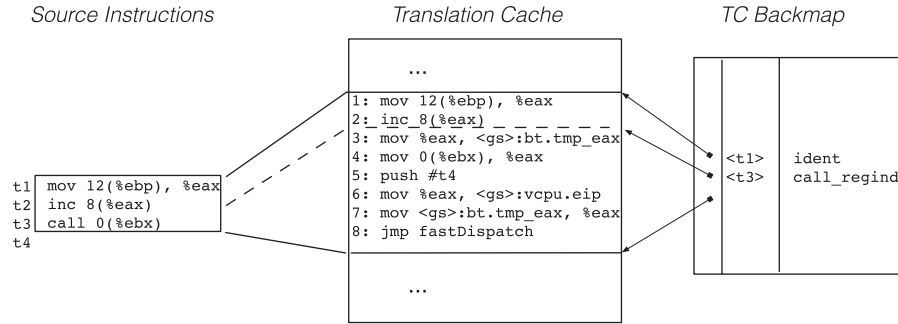 Source Instructions
Translation Cache
TC Backmap
...
1: mov 12(%ebp), %eax
2: inc 8(%eax)
3: mov %eax, <gs>:bt.tmp_eax
4: mov 0(%ebx), %eax
5: push #t4
6: mov %eax, <gs>:vcpu.eip
7: mov <gs>:bt.tmp_eax, %eax
8: jmp fastDispatch
...
t1 mov 12(%ebp), %eax
t2 inc 8(%eax)
t3 call 0(%ebx)
t4
<t1> ident
<t3> call_regind